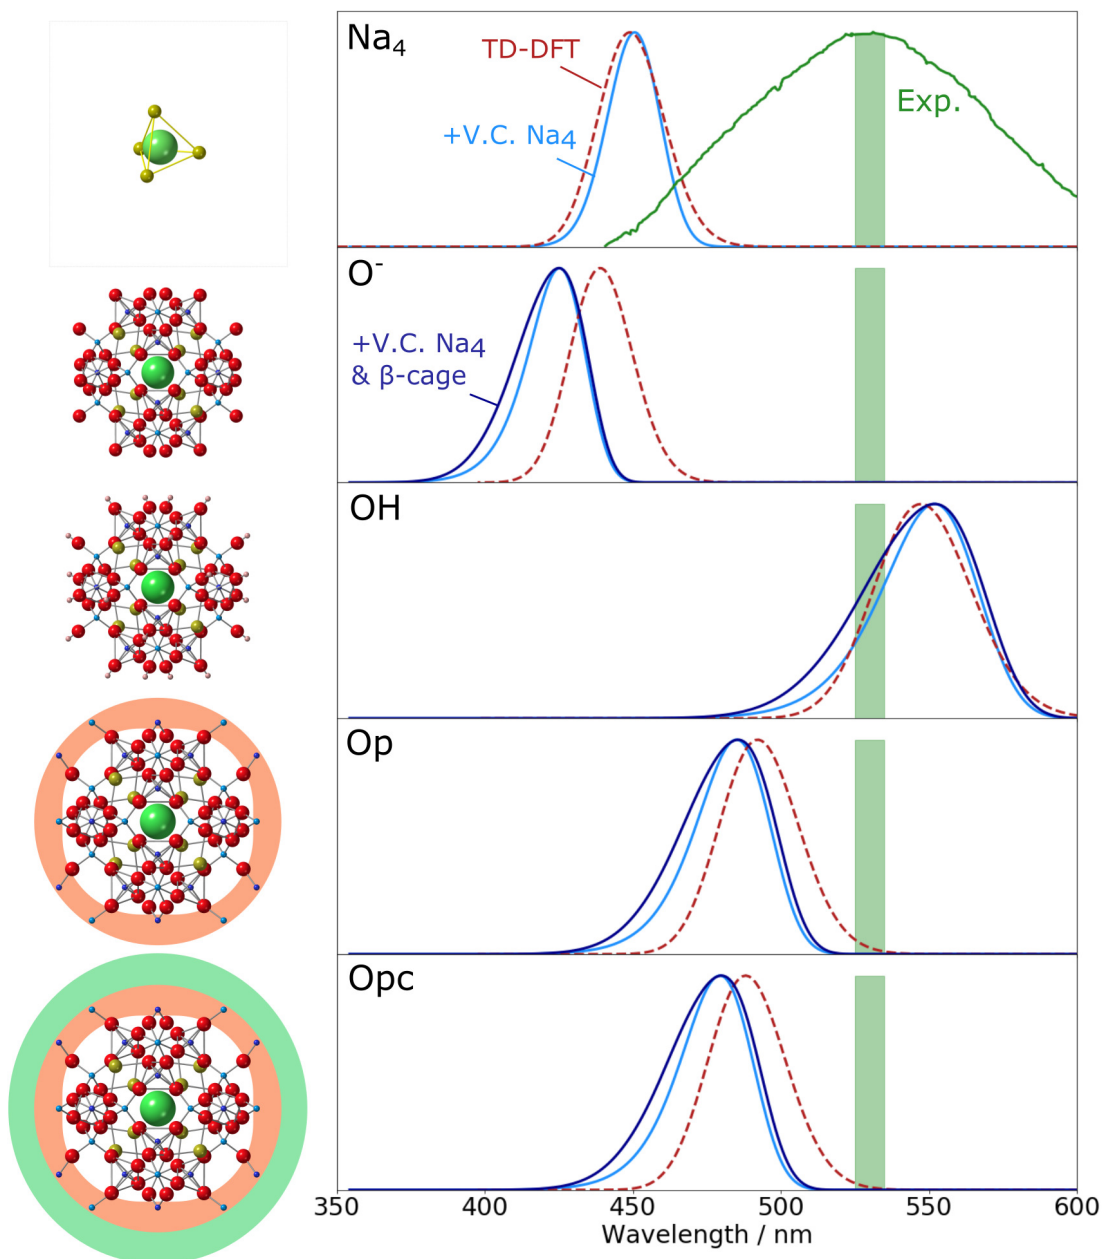 Na₄
TD-DFT
+V.C. Na₄
Exp.
O⁻
+V.C. Na₄
& β-cage
OH
Op
Opc
350 400 450 500 550 600
Wavelength / nm